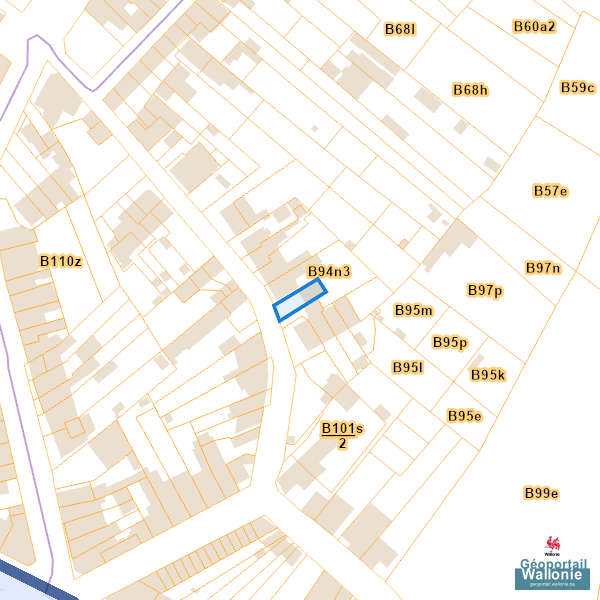 B68l
B60a2
B59c
B68h
B57e
B110z
B94n3
B97n
B97p
B95m
B95p
B95l
B95k
B95e
B101s
2
B99e
Wallonie
Géoportail
Wallonie
geoportail.wallonie.be